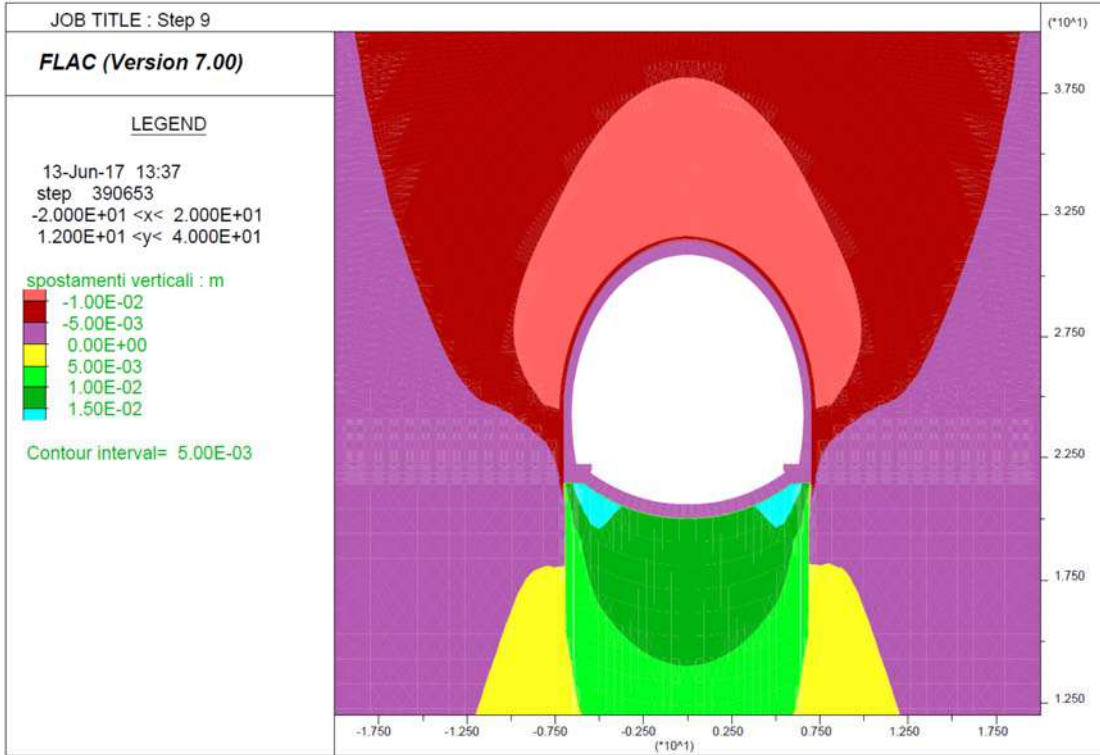 JOB TITLE : Step 9
(*10^1)
FLAC (Version 7.00)
LEGEND
13-Jun-17 13:37
step 390653
-2.000E+01 <x< 2.000E+01
1.200E+01 <y< 4.000E+01
spostamenti verticali : m
-1.00E-02
-5.00E-03
0.00E+00
5.00E-03
1.00E-02
1.50E-02
Contour interval= 5.00E-03
3.750
3.250
2.750
2.250
1.750
1.250
-1.750
-1.250
-0.750
-0.250
0.250
0.750
1.250
1.750
(*10^1)